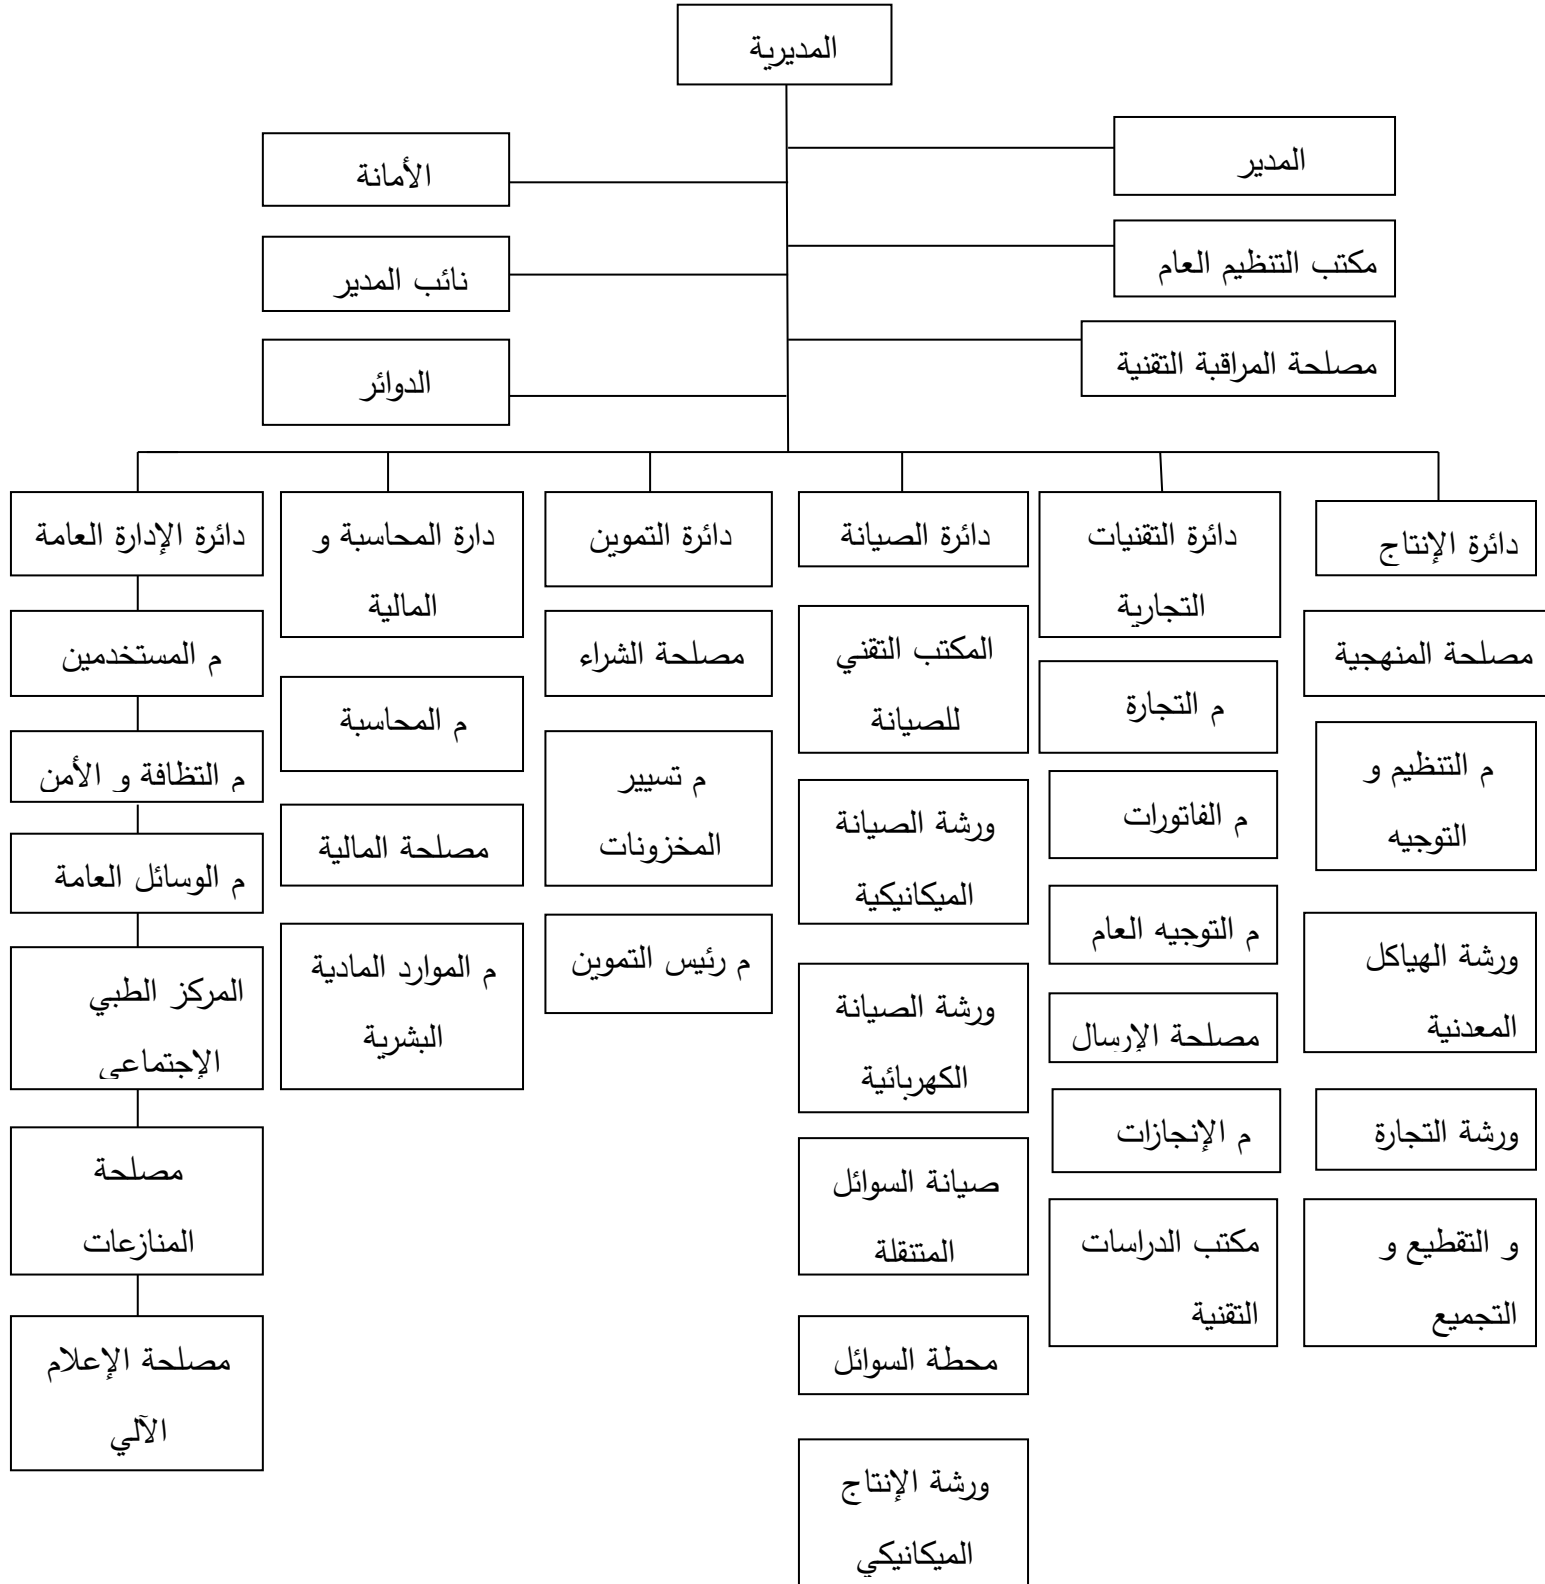 المديرية
المدير
الأمانة
مكتب التنظيم العام
نائب المدير
مصلحة المراقبة التقنية
الدوائر
دائرة الإنتاج
مصلحة المنهجية
م التنظيم و
التوجيه
ورشة الهياكل
المعدنية
ورشة التجارة
و التقطيع و
التجميع
دائرة التقنيات
التجارية
م التجارة
م الفاتورات
م التوجيه العام
مصلحة الإرسال
م الإنجازات
مكتب الدراسات
التقنية
دائرة الصيانة
المكتب التقني
للصيانة
ورشة الصيانة
الميكانيكية
ورشة الصيانة
الكهربائية
صيانة السوائل
المتنقلة
محطة السوائل
ورشة الإنتاج
الميكانيكي
دائرة التموين
مصلحة الشراء
م تسيير
المخزونات
م رئيس التموين
دارة المحاسبة و
المالية
م المحاسبة
مصلحة المالية
م الموارد المادية
البشرية
دائرة الإدارة العامة
م المستخدمين
م التظافة و الأمن
م الوسائل العامة
المركز الطبي
الإجتماعي
مصلحة
المنازعات
مصلحة الإعلام
الآلي